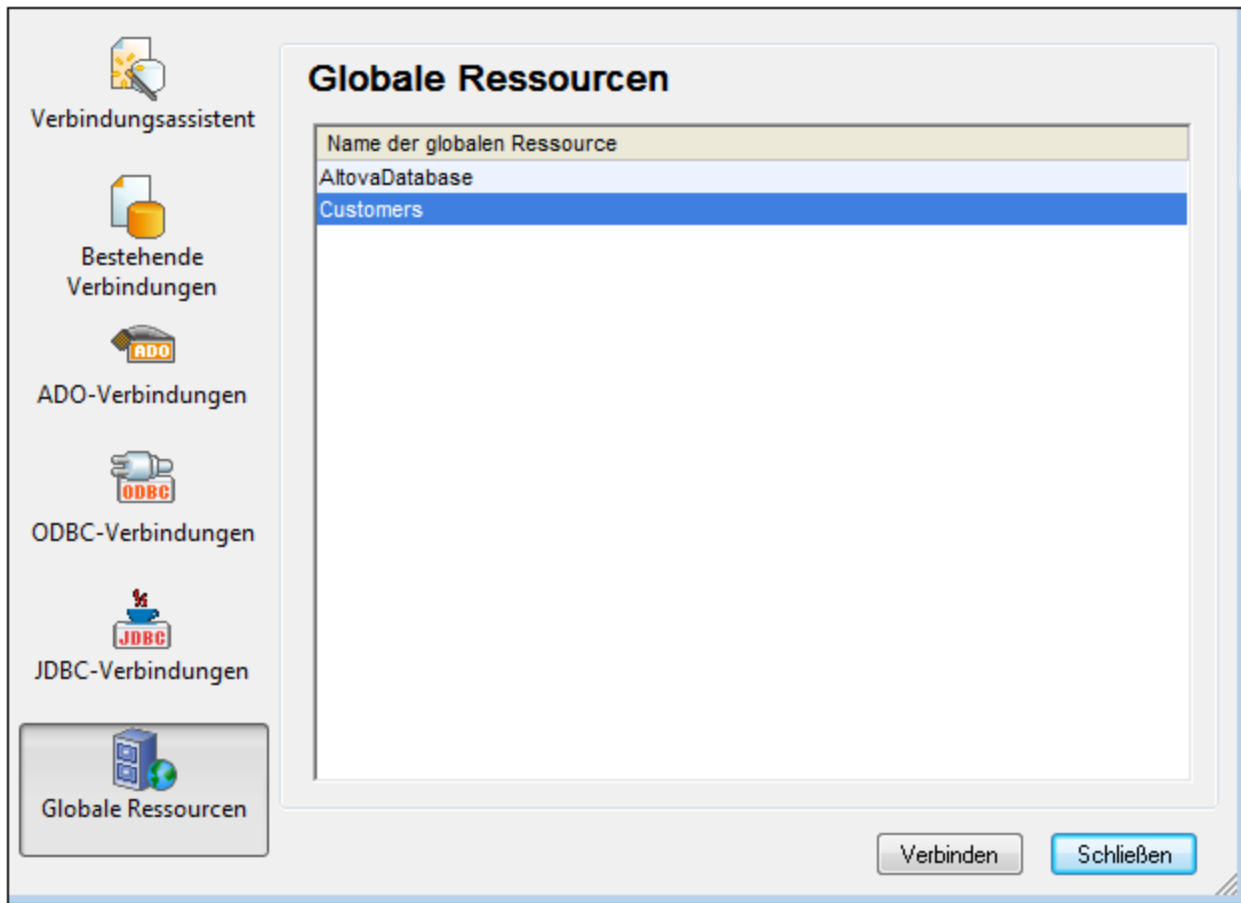 Verbindungsassistent
Bestehende
Verbindungen
ADO
ADO-Verbindungen
ODBC
ODBC-Verbindungen
JDBC
JDBC-Verbindungen
Globale Ressourcen
Globale Ressourcen
Name der globalen Ressource
AltovaDatabase
Customers
Verbinden
Schließen